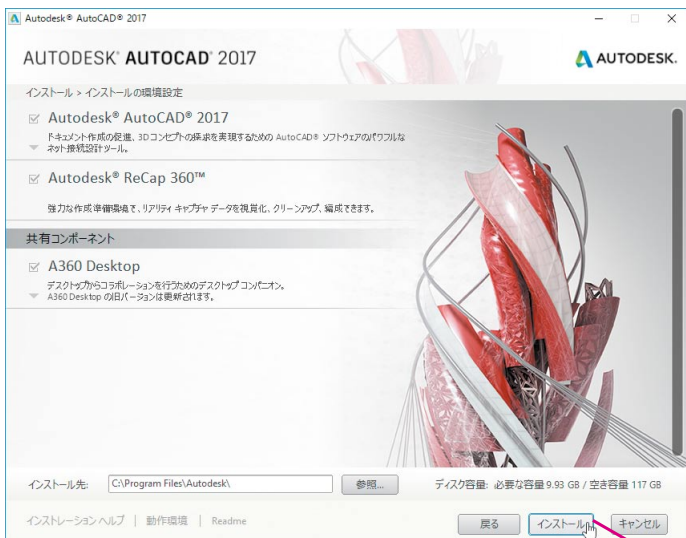 Autodesk® AutoCAD® 2017
AUTODESK® AUTOCAD® 2017
AUTODESK.
インストール > インストールの環境設定
Autodesk® AutoCAD® 2017
ドキュメント作成の促進、3Dコンセプトの探求を実現するための AutoCAD® ソフトウェアのパワフルな
ネット接続設計ツール。
Autodesk® ReCap 360™
強力な作成準備環境で、リアリティ キャプチャ データを視覚化、クリーンアップ、編成できます。
共有コンポーネント
A360 Desktop
デスクトップからコラボレーションを行うためのデスクトップ コンパニオン。
A360 Desktop の旧バージョンは更新されます。
インストール先: C:\Program Files\Autodesk\ 参照... ディスク容量: 必要な容量 9.93 GB / 空き容量 117 GB
インストレーション ヘルプ | 動作環境 | Readme 戻る インストール キャンセル